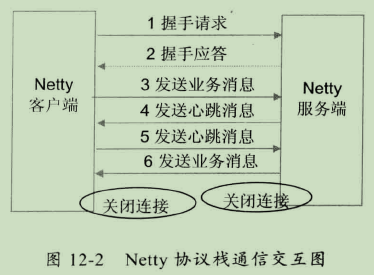 1 握手请求
2 握手应答
Netty
客户端
3 发送业务消息
4 发送心跳消息
5 发送心跳消息
6 发送业务消息
Netty
服务端
关闭连接
关闭连接
图 12-2 Netty 协议栈通信交互图